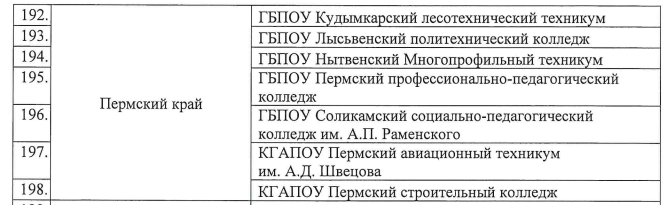 192. ГБПОУ Кудымкарский лесотехнический техникум
193. ГБПОУ Лысьвенский политехнический колледж
194. ГБПОУ Нытвенский Многопрофильный техникум
195. ГБПОУ Пермский профессионально-педагогический
колледж
Пермский край
196. ГБПОУ Соликамский социально-педагогический
колледж им. А.П. Раменского
197. КГАПОУ Пермский авиационный техникум
им. А.Д. Швецова
198. КГАПОУ Пермский строительный колледж